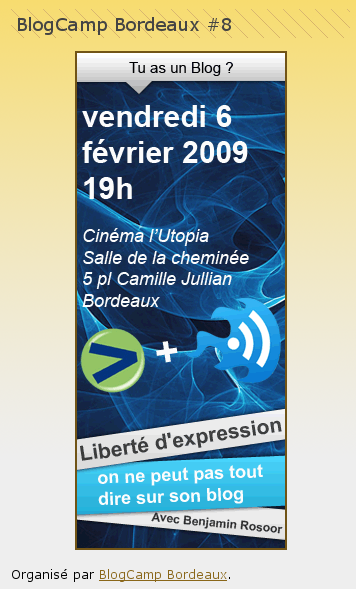 BlogCamp Bordeaux #8
Tu as un Blog ?
vendredi 6
février 2009
19h
Cinémá l'Utopia
Salle de la cheminée
5 pl Camille Jullian
Bordeaux
Liberté d'expression
on ne peut pas tout
dire sur son blog
Avec Benjamin Rosoor
Organisé par BlogCamp Bordeaux.